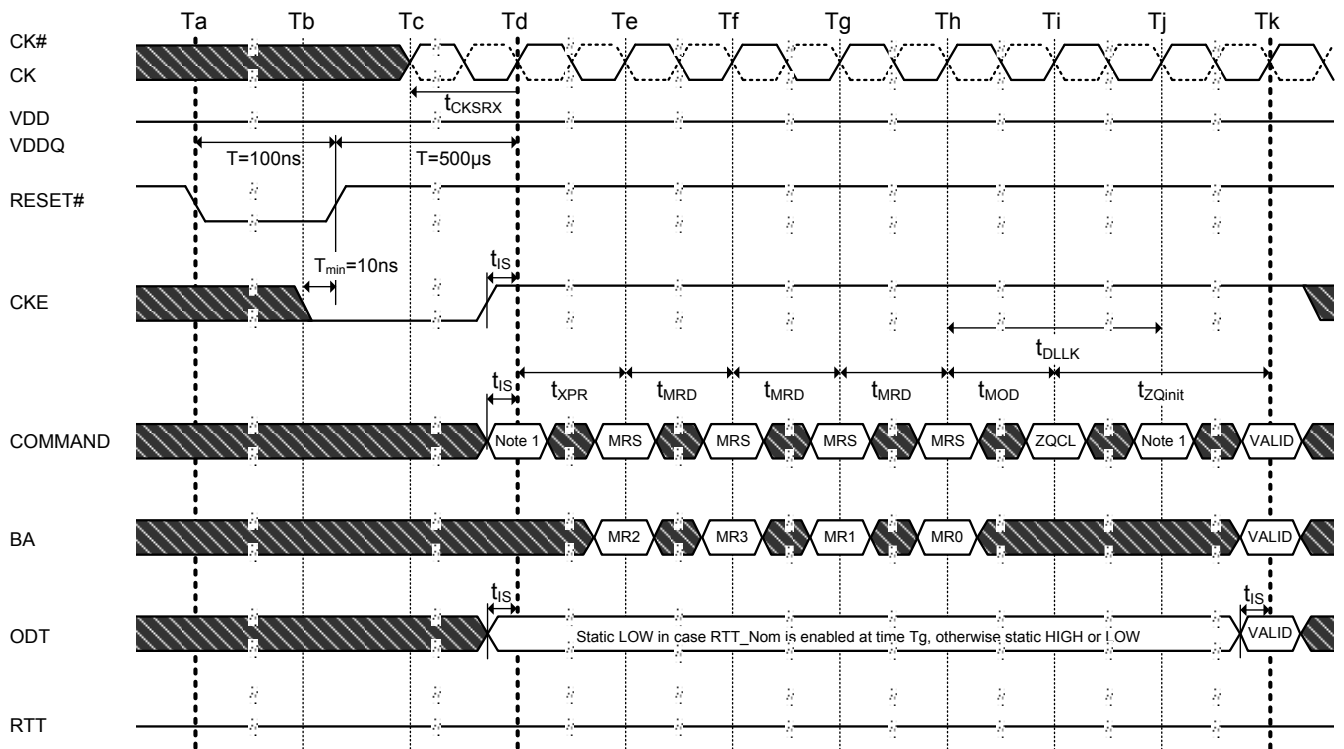 Ta Tb Tc Td Te Tf Tg Th Ti Tj Tk
CK#
CK
tCKSRX
VDD
VDDQ
T=100ns T=500µs
RESET#
Tmin=10ns tIS
CKE
tDLLK
tIS tXPR tMRD tMRD tMRD tMOD tZQinit
COMMAND Note 1 MRS MRS MRS MRS ZQCL Note 1 VALID
BA MR2 MR3 MR1 MR0 VALID
tIS tIS
ODT Static LOW in case RTT_Nom is enabled at time Tg, otherwise static HIGH or LOW VALID
RTT